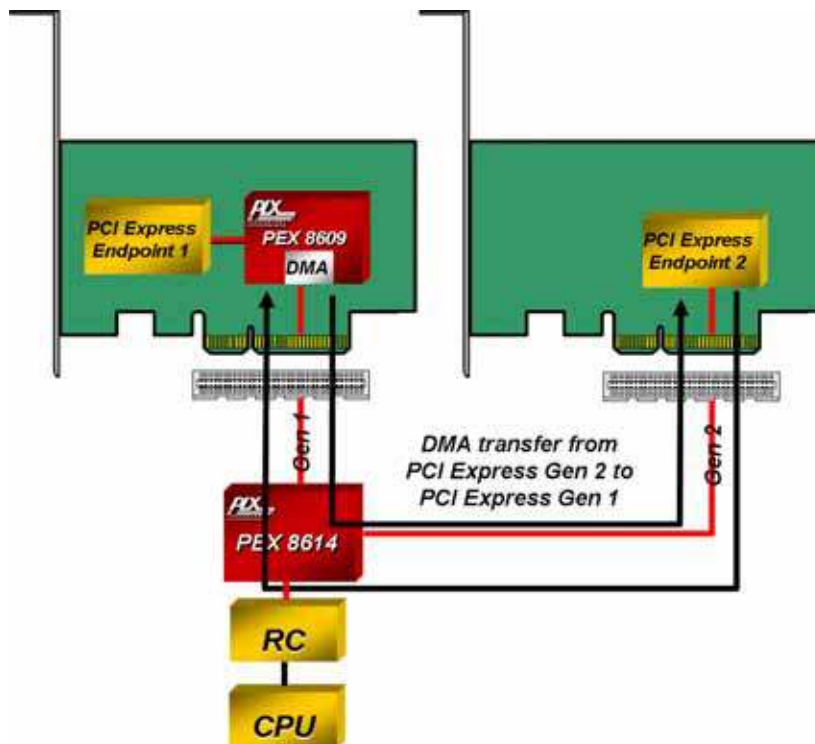 PCI Express
Endpoint 1
PLX
PEX 8609
DMA
PCI Express
Endpoint 2
Gen 1
Gen 2
DMA transfer from
PCI Express Gen 2 to
PCI Express Gen 1
PLX
PEX 8614
RC
CPU